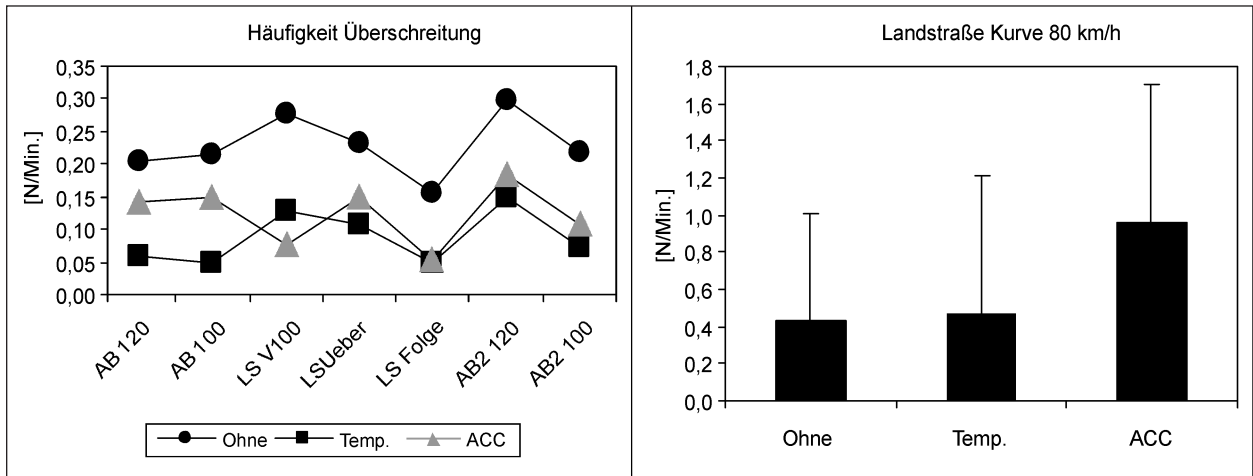 Häufigkeit Überschreitung
[N/Min.]
0,35
0,30
0,25
0,20
0,15
0,10
0,05
0,00
AB 120
AB 100
LS V100
LSUeber
LS Folge
AB2 120
AB2 100
Ohne Temp. ACC
Landstraße Kurve 80 km/h
[N/Min.]
1,8
1,6
1,4
1,2
1,0
0,8
0,6
0,4
0,2
0,0
Ohne Temp. ACC